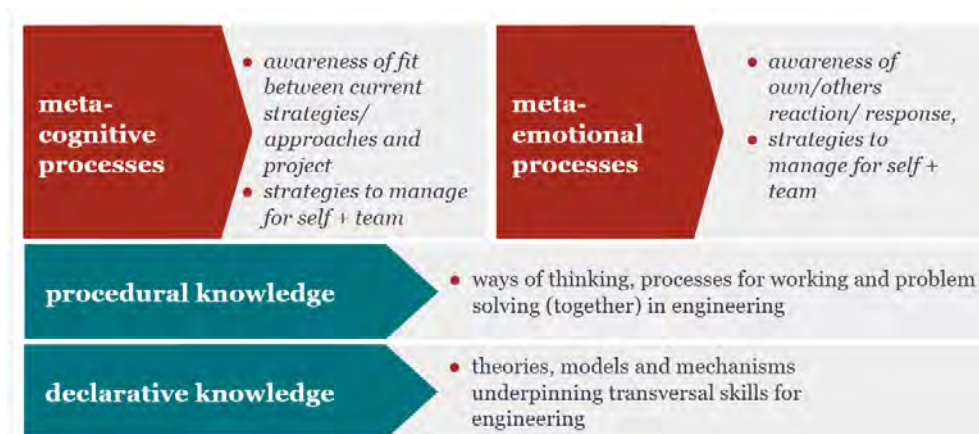 meta-
cognitive
processes
• awareness of fit
between current
strategies/
approaches and
project
• strategies to manage
for self + team
meta-
emotional
processes
• awareness of
own/others
reaction/ response,
• strategies to
manage for self +
team
procedural knowledge
• ways of thinking, processes for working and problem
solving (together) in engineering
declarative knowledge
• theories, models and mechanisms
underpinning transversal skills for
engineering